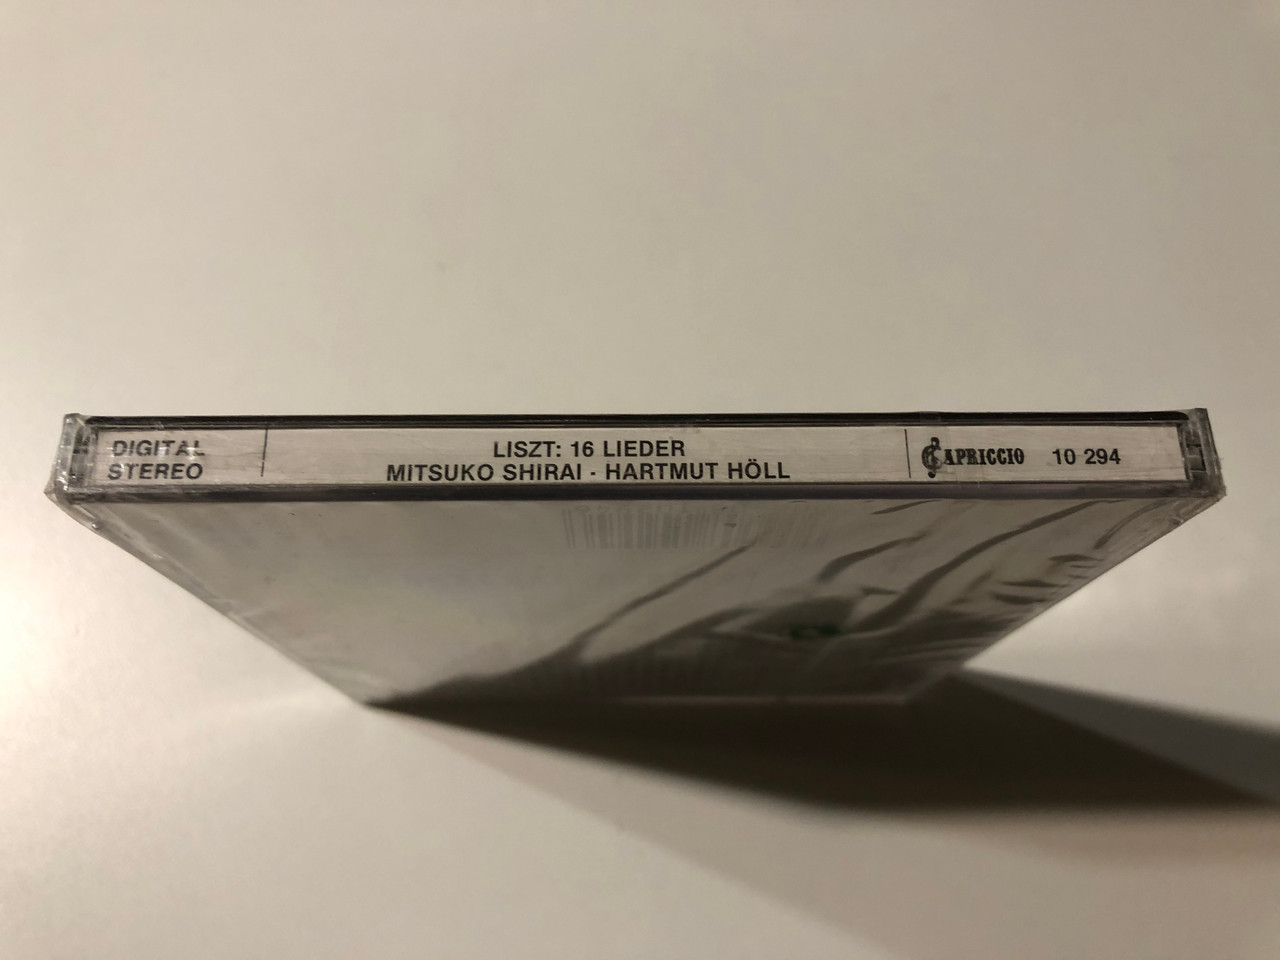 DIGITAL
STEREO
LISZT: 16 LIEDER
MITSUKO SHIRAI - HARTMUT HÖLL
CAPRICCIO 10 294